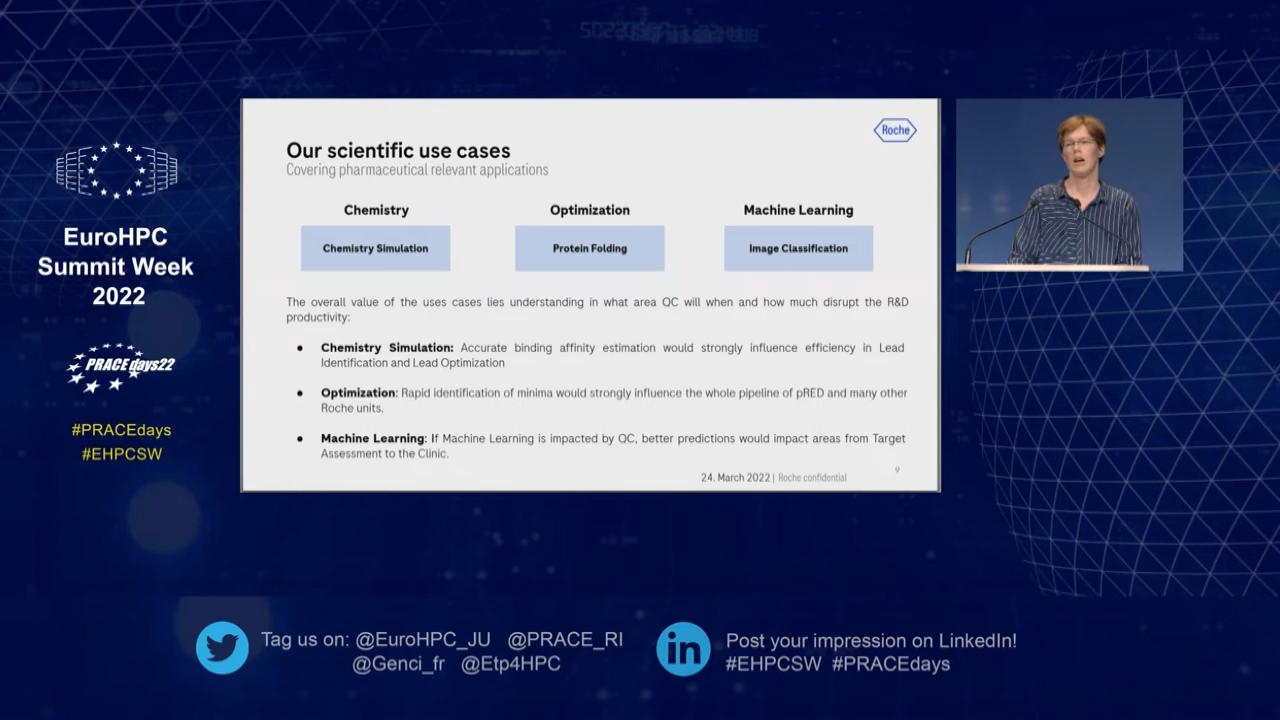 EuroHPC
Summit Week
2022
PRACEdays22
#PRACEdays
#EHPCSW
Roche
Our scientific use cases
Covering pharmaceutical relevant applications
Chemistry
Optimization
Machine Learning
Chemistry Simulation
Protein Folding
Image Classification
The overall value of the uses cases lies understanding in what area QC will when and how much disrupt the R&D
productivity:
● Chemistry Simulation: Accurate binding affinity estimation would strongly influence efficiency in Lead
Identification and Lead Optimization
● Optimization: Rapid identification of minima would strongly influence the whole pipeline of pRED and many other
Roche units.
● Machine Learning: If Machine Learning is impacted by QC, better predictions would impact areas from Target
Assessment to the Clinic.
24. March 2022 | Roche confidential
9
Tag us on: @EuroHPC_JU @PRACE_RI
@Genci_fr @Etp4HPC
in
Post your impression on LinkedIn!
#EHPCSW #PRACEdays